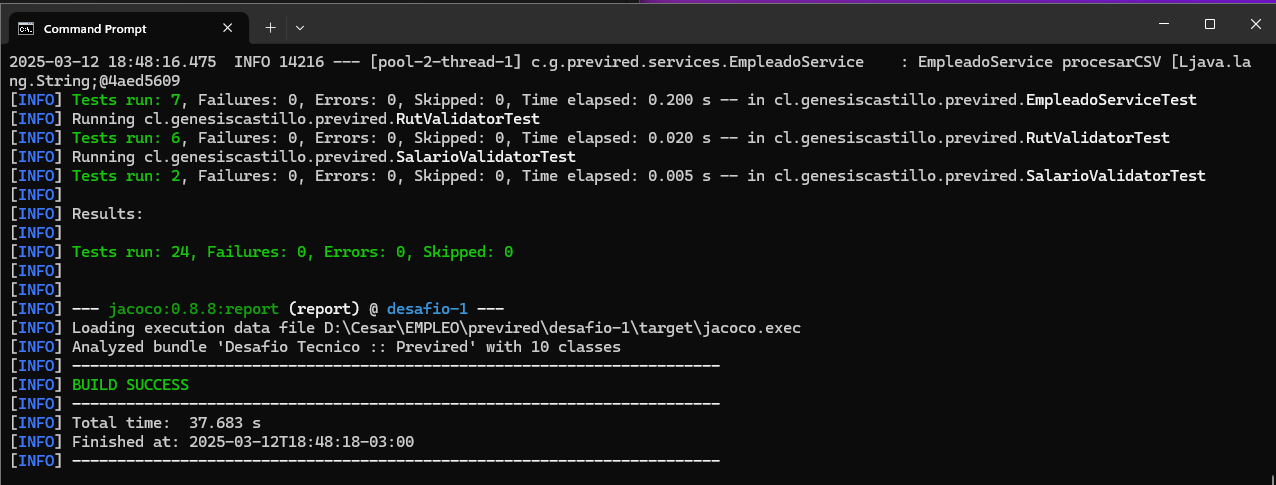 Command Prompt
2025-03-12 18:48:16.475  INFO 14216 --- [pool-2-thread-1] c.g.previred.services.EmpleadoService    : EmpleadoService procesarCSV [Ljava.la
ng.String;@4aed5609
[INFO] Tests run: 7, Failures: 0, Errors: 0, Skipped: 0, Time elapsed: 0.200 s -- in cl.genesiscastillo.previred.EmpleadoServiceTest
[INFO] Running cl.genesiscastillo.previred.RutValidatorTest
[INFO] Tests run: 6, Failures: 0, Errors: 0, Skipped: 0, Time elapsed: 0.020 s -- in cl.genesiscastillo.previred.RutValidatorTest
[INFO] Running cl.genesiscastillo.previred.SalarioValidatorTest
[INFO] Tests run: 2, Failures: 0, Errors: 0, Skipped: 0, Time elapsed: 0.005 s -- in cl.genesiscastillo.previred.SalarioValidatorTest
[INFO]
[INFO] Results:
[INFO]
[INFO] Tests run: 24, Failures: 0, Errors: 0, Skipped: 0
[INFO]
[INFO]
[INFO] --- jacoco:0.8.8:report (report) @ desafio-1 ---
[INFO] Loading execution data file D:\Cesar\EMPLEO\previred\desafio-1\target\jacoco.exec
[INFO] Analyzed bundle 'Desafio Tecnico :: Previred' with 10 classes
[INFO] ------------------------------------------------------------------------
[INFO] BUILD SUCCESS
[INFO] ------------------------------------------------------------------------
[INFO] Total time:  37.683 s
[INFO] Finished at: 2025-03-12T18:48:18-03:00
[INFO] ------------------------------------------------------------------------